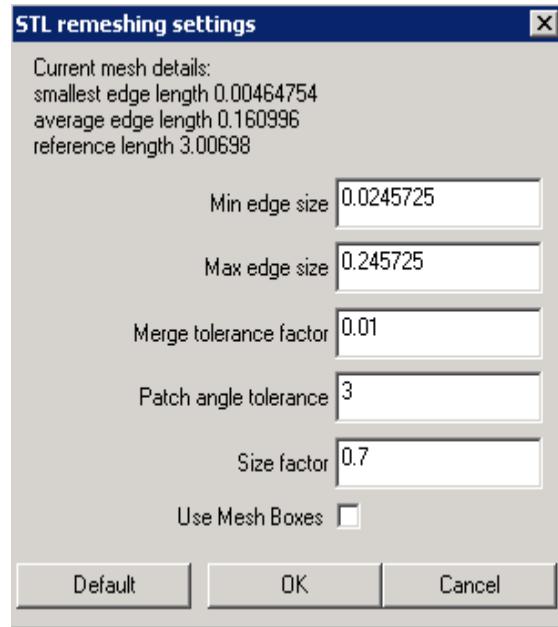 STL remeshing settings
Current mesh details:
smallest edge length 0.00464754
average edge length 0.160996
reference length 3.00698
Min edge size 0.0245725
Max edge size 0.245725
Merge tolerance factor 0.01
Patch angle tolerance 3
Size factor 0.7
Use Mesh Boxes
Default OK Cancel